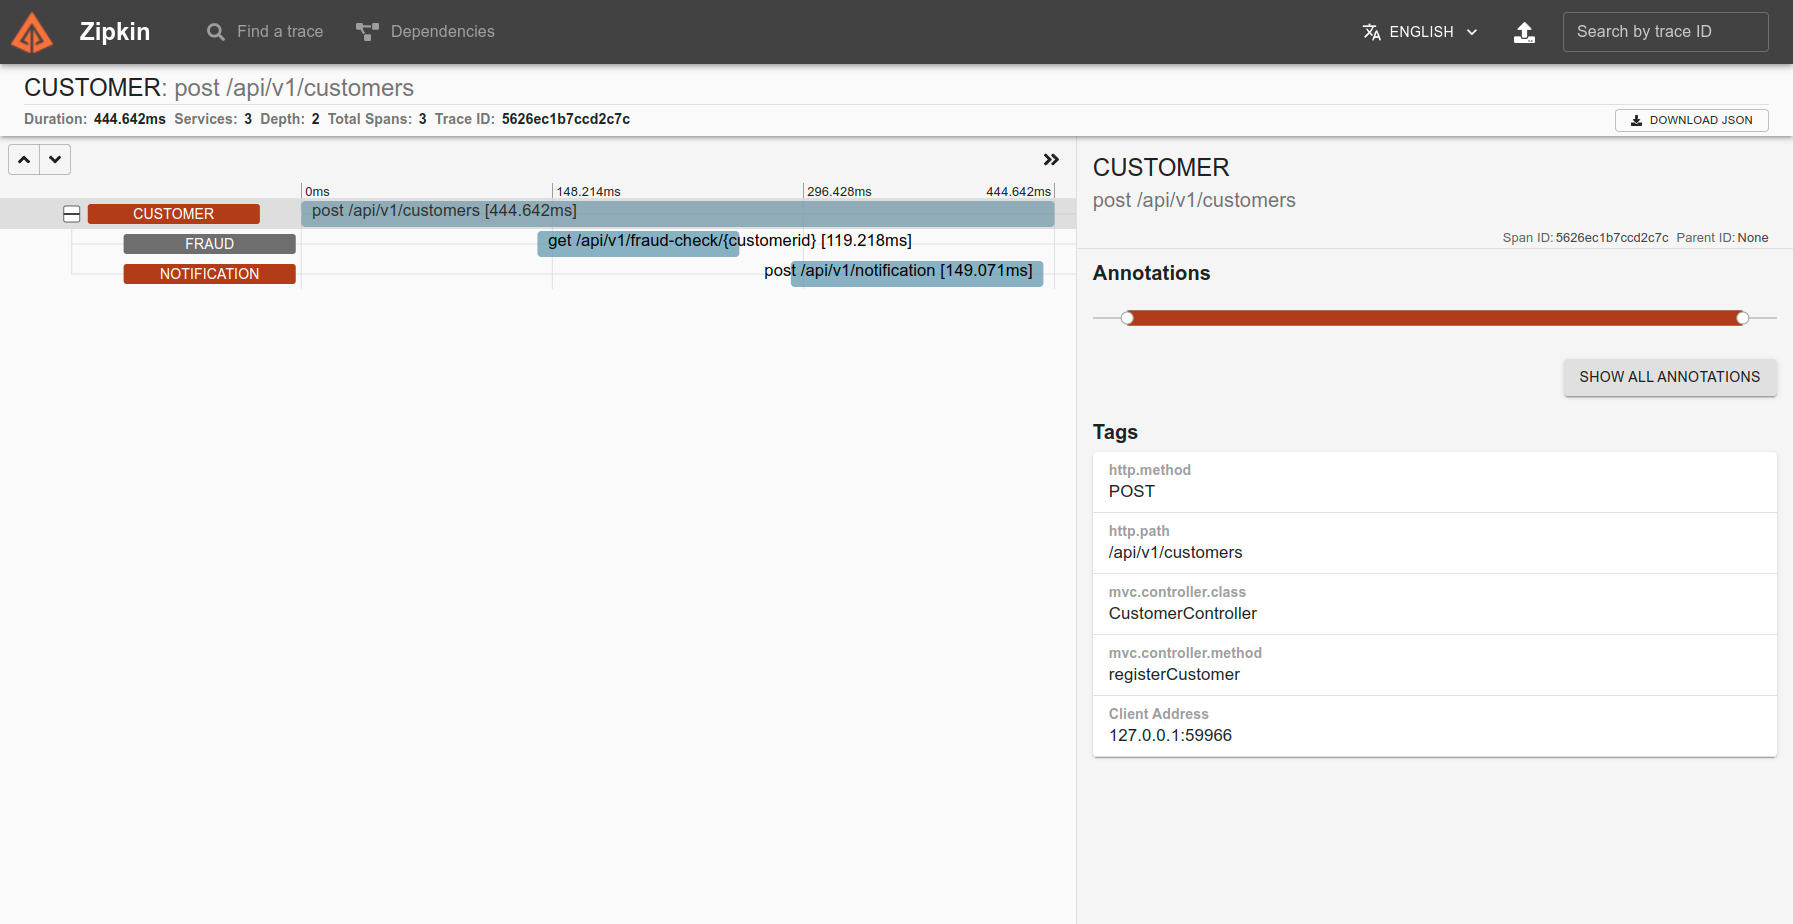 Zipkin
Find a trace
Dependencies
ENGLISH
Search by trace ID
CUSTOMER: post /api/v1/customers
Duration: 444.642ms Services: 3 Depth: 2 Total Spans: 3 Trace ID: 5626ec1b7ccd2c7c
DOWNLOAD JSON
0ms 148.214ms 296.428ms 444.642ms
CUSTOMER post /api/v1/customers [444.642ms]
FRAUD get /api/v1/fraud-check/{customerid} [119.218ms]
NOTIFICATION post /api/v1/notification [149.071ms]
CUSTOMER
post /api/v1/customers
Span ID: 5626ec1b7ccd2c7c Parent ID: None
Annotations
SHOW ALL ANNOTATIONS
Tags
http.method
POST
http.path
/api/v1/customers
mvc.controller.class
CustomerController
mvc.controller.method
registerCustomer
Client Address
127.0.0.1:59966